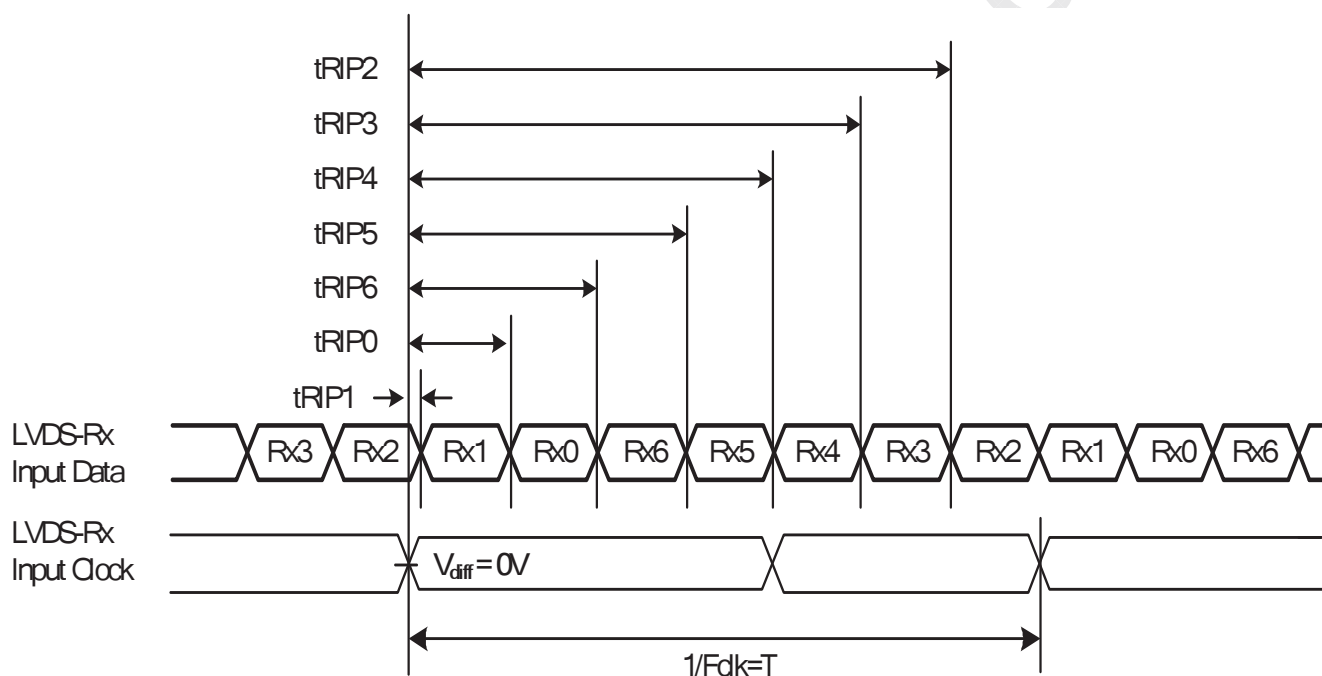 tRIP2
tRIP3
tRIP4
tRIP5
tRIP6
tRIP0
tRIP1
LVDS-Rx
Input Data
Rx3 Rx2 Rx1 Rx0 Rx6 Rx5 Rx4 Rx3 Rx2 Rx1 Rx0 Rx6
LVDS-Rx
Input Clock
Vdiff = 0V
1/Fclk=T